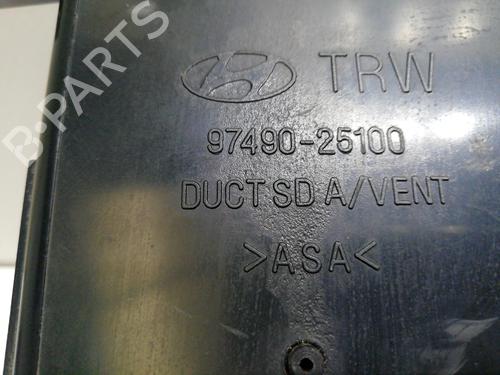 B-PARTS
TRW
97490-25100
DUCT SD A/VENT
>ASA<